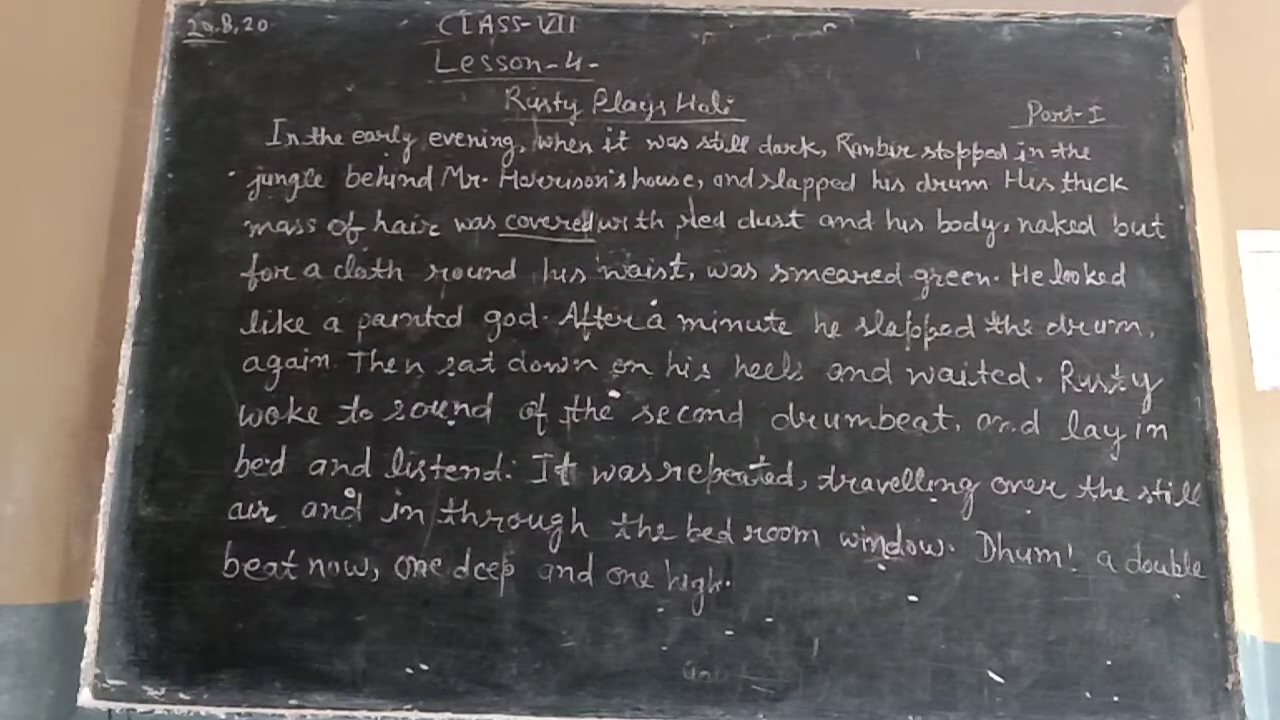 20.8.20
CLASS-VII
Lesson-4-
Rusty Plays Holi
Part-I
In the early evening, when it was still dark, Ranbir stopped in the
jungle behind Mr. Harrison's house, and slapped his drum. His thick
mass of hair was covered with red dust and his body, naked but
for a cloth round his waist, was smeared green. He looked
like a painted god. After a minute he slapped the drum,
again. Then sat down on his heels and waited. Rusty
woke to sound of the second drumbeat, and lay in
bed and listend. It was repeated, travelling over the still
air and in through the bed room window. Dhum! a double
beat now, one deep and one high.